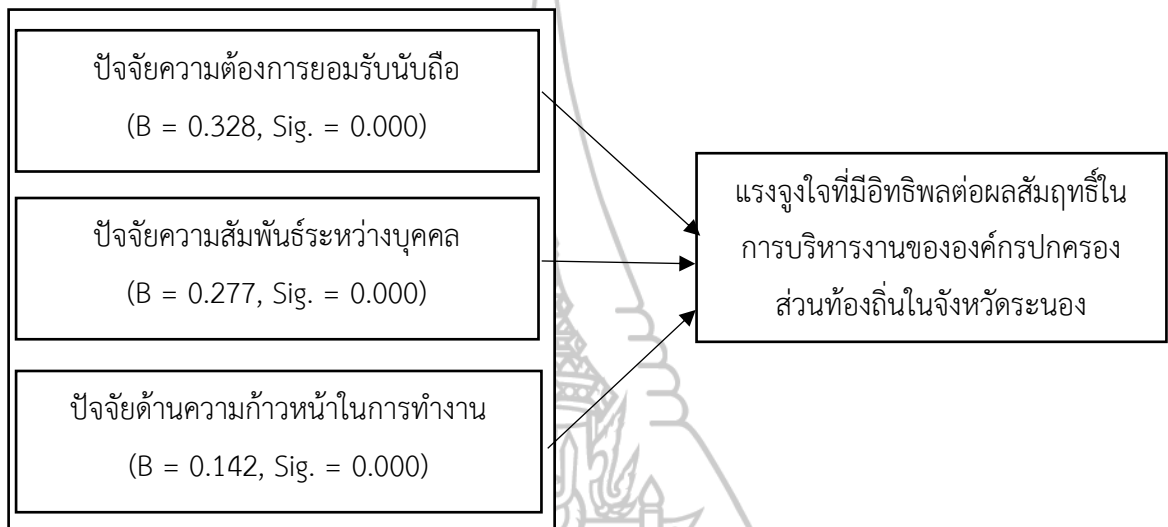 ปัจจัยความต้องการยอมรับนับถือ
(B = 0.328, Sig. = 0.000)
ปัจจัยความสัมพันธ์ระหว่างบุคคล
(B = 0.277, Sig. = 0.000)
ปัจจัยด้านความก้าวหน้าในการทำงาน
(B = 0.142, Sig. = 0.000)
แรงจูงใจที่มีอิทธิพลต่อผลสัมฤทธิ์ใน
การบริหารงานขององค์กรปกครอง
ส่วนท้องถิ่นในจังหวัดระนอง